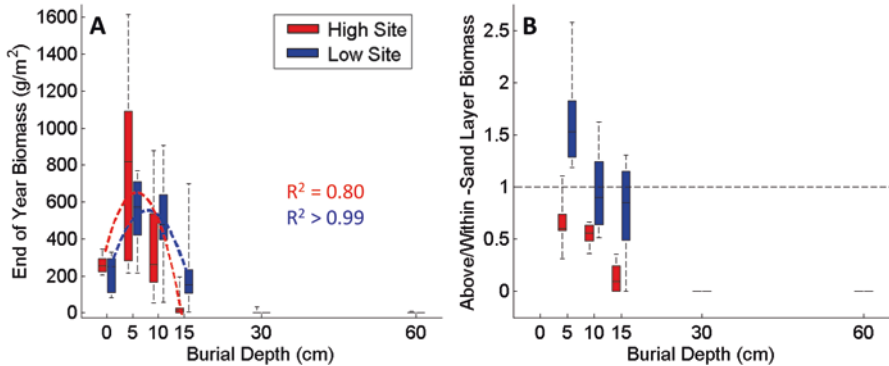 A
End of Year Biomass (g/m²)
1600
1400
1200
1000
800
600
400
200
0
High Site
Low Site
R² = 0.80
R² > 0.99
0 5 10 15 30 60
Burial Depth (cm)
B
Above/Within -Sand Layer Biomass
2.5
2
1.5
1
0.5
0
0 5 10 15 30 60
Burial Depth (cm)